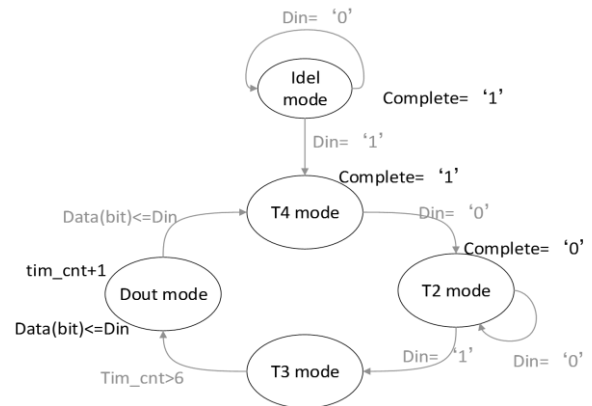 Din= ‘0’
Idel
mode
Complete= ‘1’
Din= ‘1’
Complete= ‘1’
T4 mode
Data(bit)<=Din
Din= ‘0’
Complete= ‘0’
tim_cnt+1
Dout mode
T2 mode
Data(bit)<=Din
Din= ‘1’
Din= ‘0’
T3 mode
Tim_cnt>6